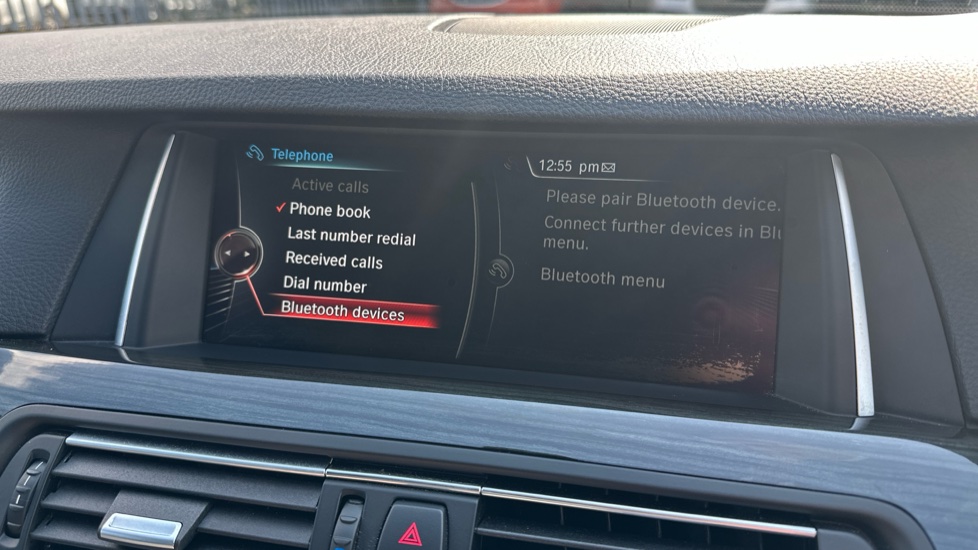 Telephone
Active calls
Phone book
Last number redial
Received calls
Dial number
Bluetooth devices
12:55 pm
Please pair Bluetooth device.
Connect further devices in Bl
menu.
Bluetooth menu